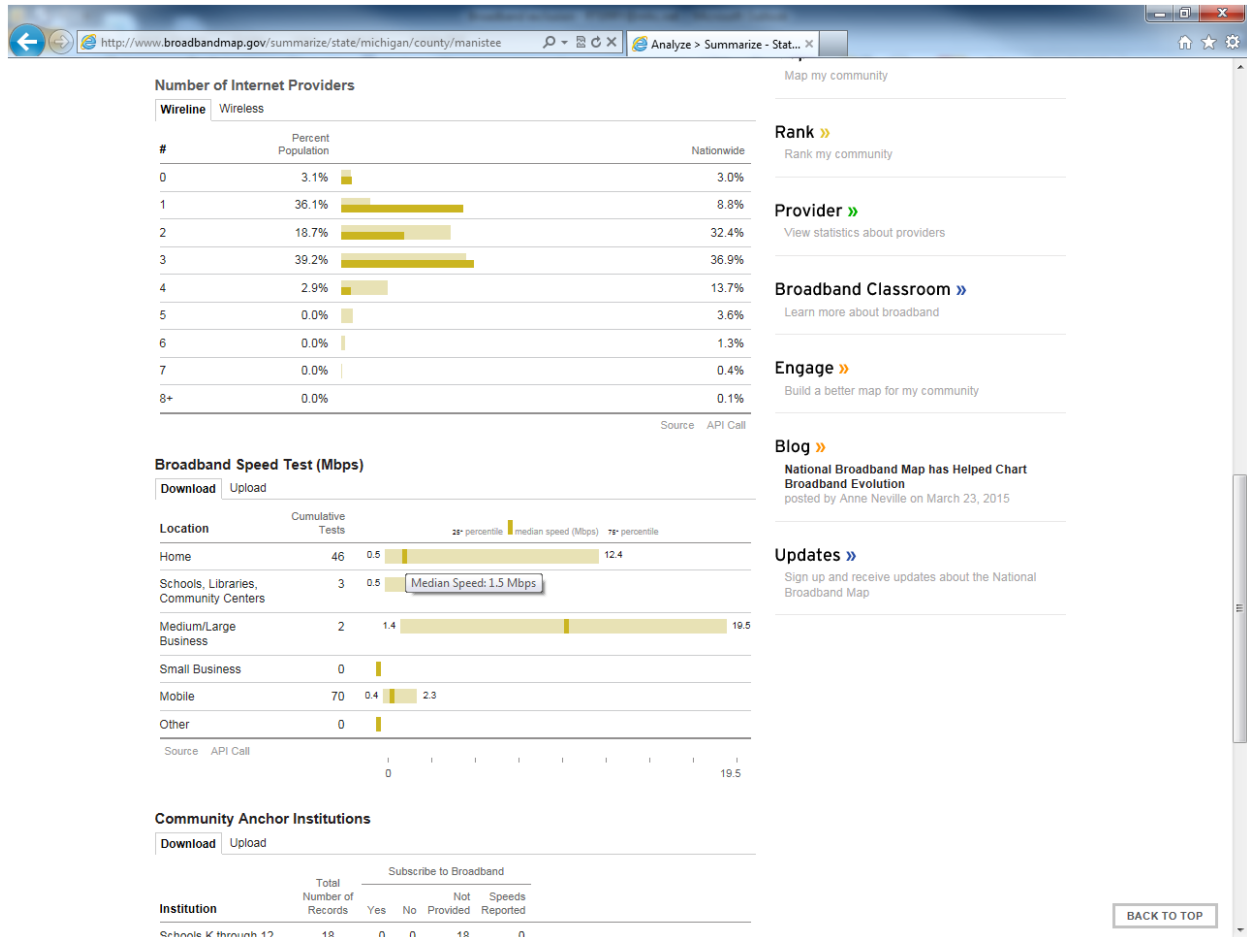 http://www.broadbandmap.gov/summarize/state/michigan/county/manistee
Analyze > Summarize - Stat...
Number of Internet Providers
Wireline Wireless
# Percent Population Nationwide
0 3.1% 3.0%
1 36.1% 8.8%
2 18.7% 32.4%
3 39.2% 36.9%
4 2.9% 13.7%
5 0.0% 3.6%
6 0.0% 1.3%
7 0.0% 0.4%
8+ 0.0% 0.1%
Source API Call
Broadband Speed Test (Mbps)
Download Upload
Location Cumulative Tests 25th percentile median speed (Mbps) 75th percentile
Home 46 0.5 12.4
Schools, Libraries, Community Centers 3 0.5
Median Speed: 1.5 Mbps
Medium/Large Business 2 1.4 19.5
Small Business 0
Mobile 70 0.4 2.3
Other 0
Source API Call
0 19.5
Community Anchor Institutions
Download Upload
Subscribe to Broadband
Institution Total Number of Records Yes No Not Provided Speeds Reported
Schools K through 12 18 0 0 18 0
Map my community
Rank »
Rank my community
Provider »
View statistics about providers
Broadband Classroom »
Learn more about broadband
Engage »
Build a better map for my community
Blog »
National Broadband Map has Helped Chart
Broadband Evolution
posted by Anne Neville on March 23, 2015
Updates »
Sign up and receive updates about the National
Broadband Map
BACK TO TOP